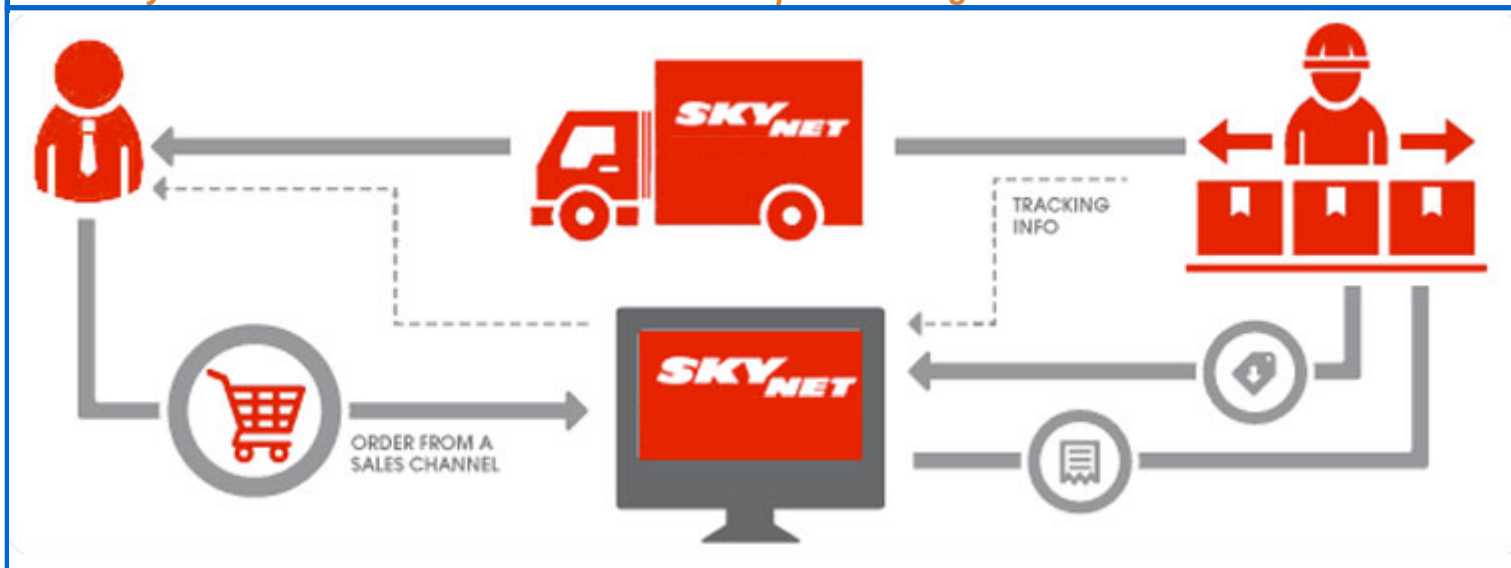 SKYNET
TRACKING
INFO
SKYNET
ORDER FROM A
SALES CHANNEL